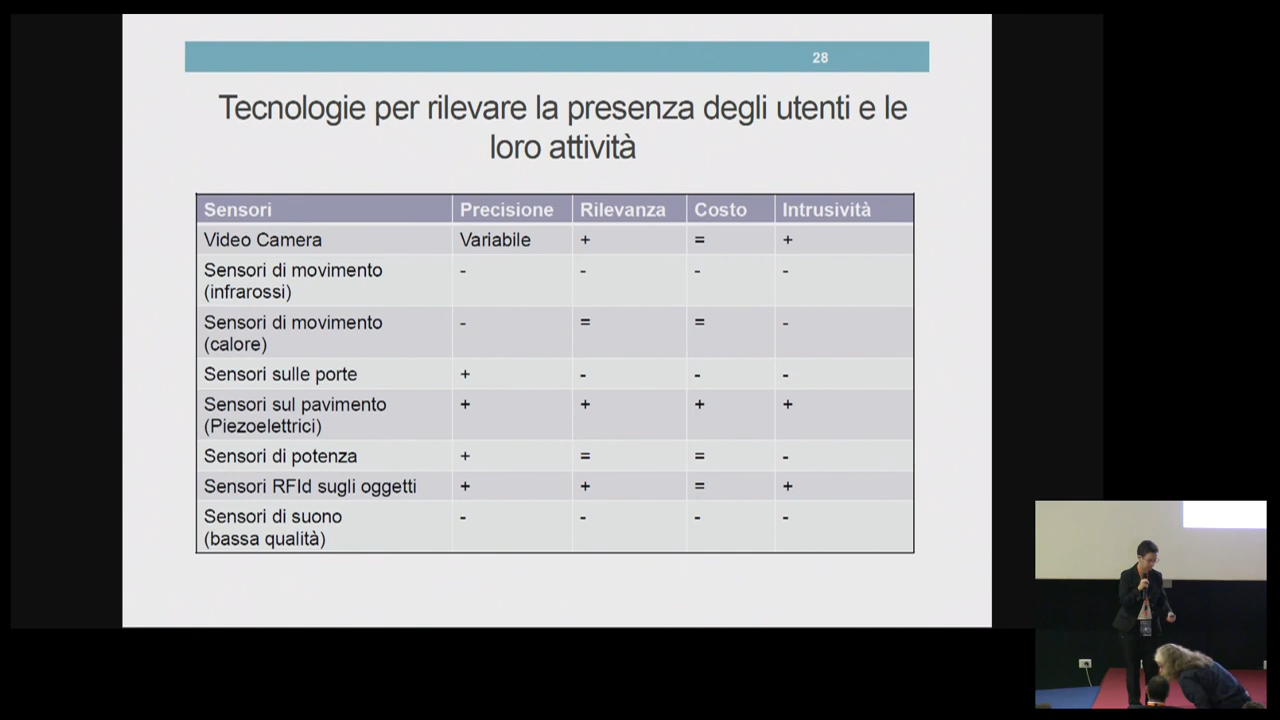 28
Tecnologie per rilevare la presenza degli utenti e le
loro attività
Sensori Precisione Rilevanza Costo Intrusività
Video Camera Variabile + = +
Sensori di movimento
(infrarossi) - - - -
Sensori di movimento
(calore) - = = -
Sensori sulle porte + - - -
Sensori sul pavimento
(Piezoelettrici) + + + +
Sensori di potenza + = = -
Sensori RFId sugli oggetti + + = +
Sensori di suono
(bassa qualità) - - - -